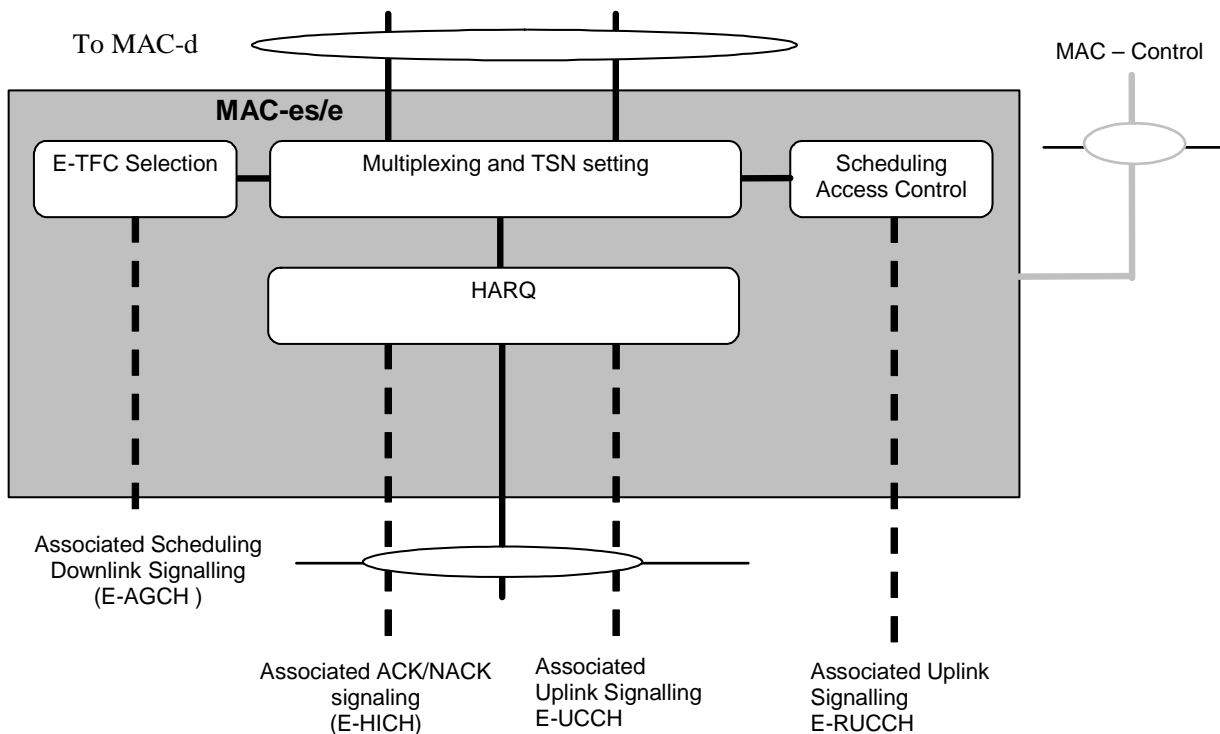 To MAC-d
MAC – Control
MAC-es/e
E-TFC Selection
Multiplexing and TSN setting
Scheduling
Access Control
HARQ
Associated Scheduling
Downlink Signalling
(E-AGCH )
Associated ACK/NACK
signaling
(E-HICH)
Associated
Uplink Signalling
E-UCCH
Associated Uplink
Signalling
E-RUCCH